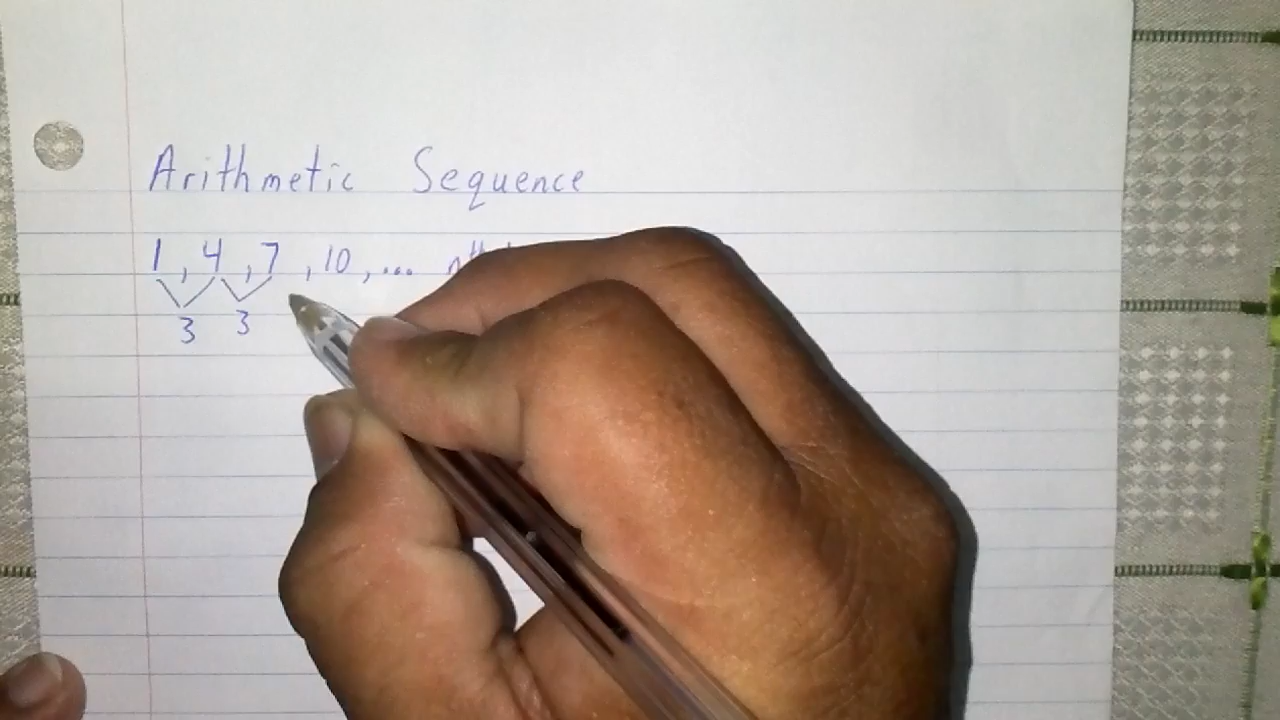 Arithmetic Sequence
1, 4, 7, 10, ...
3 3